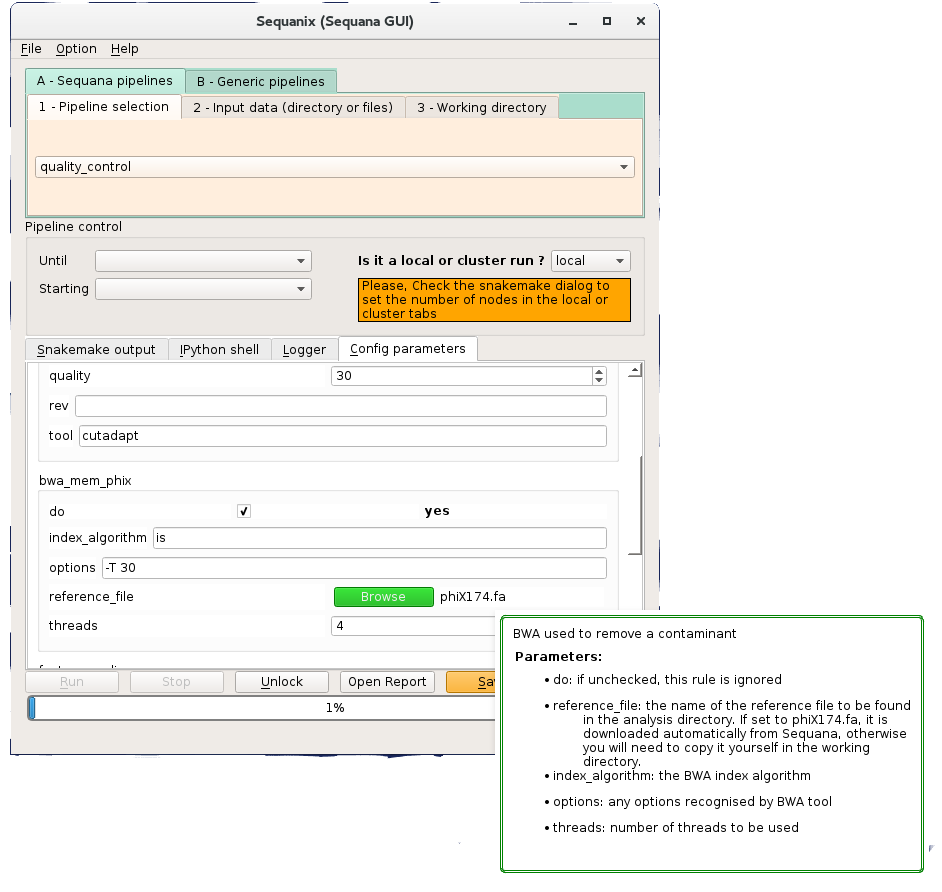 Sequanix (Sequana GUI)
File Option Help
A - Sequana pipelines B - Generic pipelines
1 - Pipeline selection 2 - Input data (directory or files) 3 - Working directory
quality_control
Pipeline control
Until Is it a local or cluster run ? local
Starting
Please, Check the snakemake dialog to
set the number of nodes in the local or
cluster tabs
Snakemake output IPython shell Logger Config parameters
quality 30
rev
tool cutadapt
bwa_mem_phix
do yes
index_algorithm is
options -T 30
reference_file Browse phiX174.fa
threads 4
Run Stop Unlock Open Report
1%
BWA used to remove a contaminant
Parameters:
• do: if unchecked, this rule is ignored
• reference_file: the name of the reference file to be found
in the analysis directory. If set to phiX174.fa, it is
downloaded automatically from Sequana, otherwise
you will need to copy it yourself in the working
directory.
• index_algorithm: the BWA index algorithm
• options: any options recognised by BWA tool
• threads: number of threads to be used